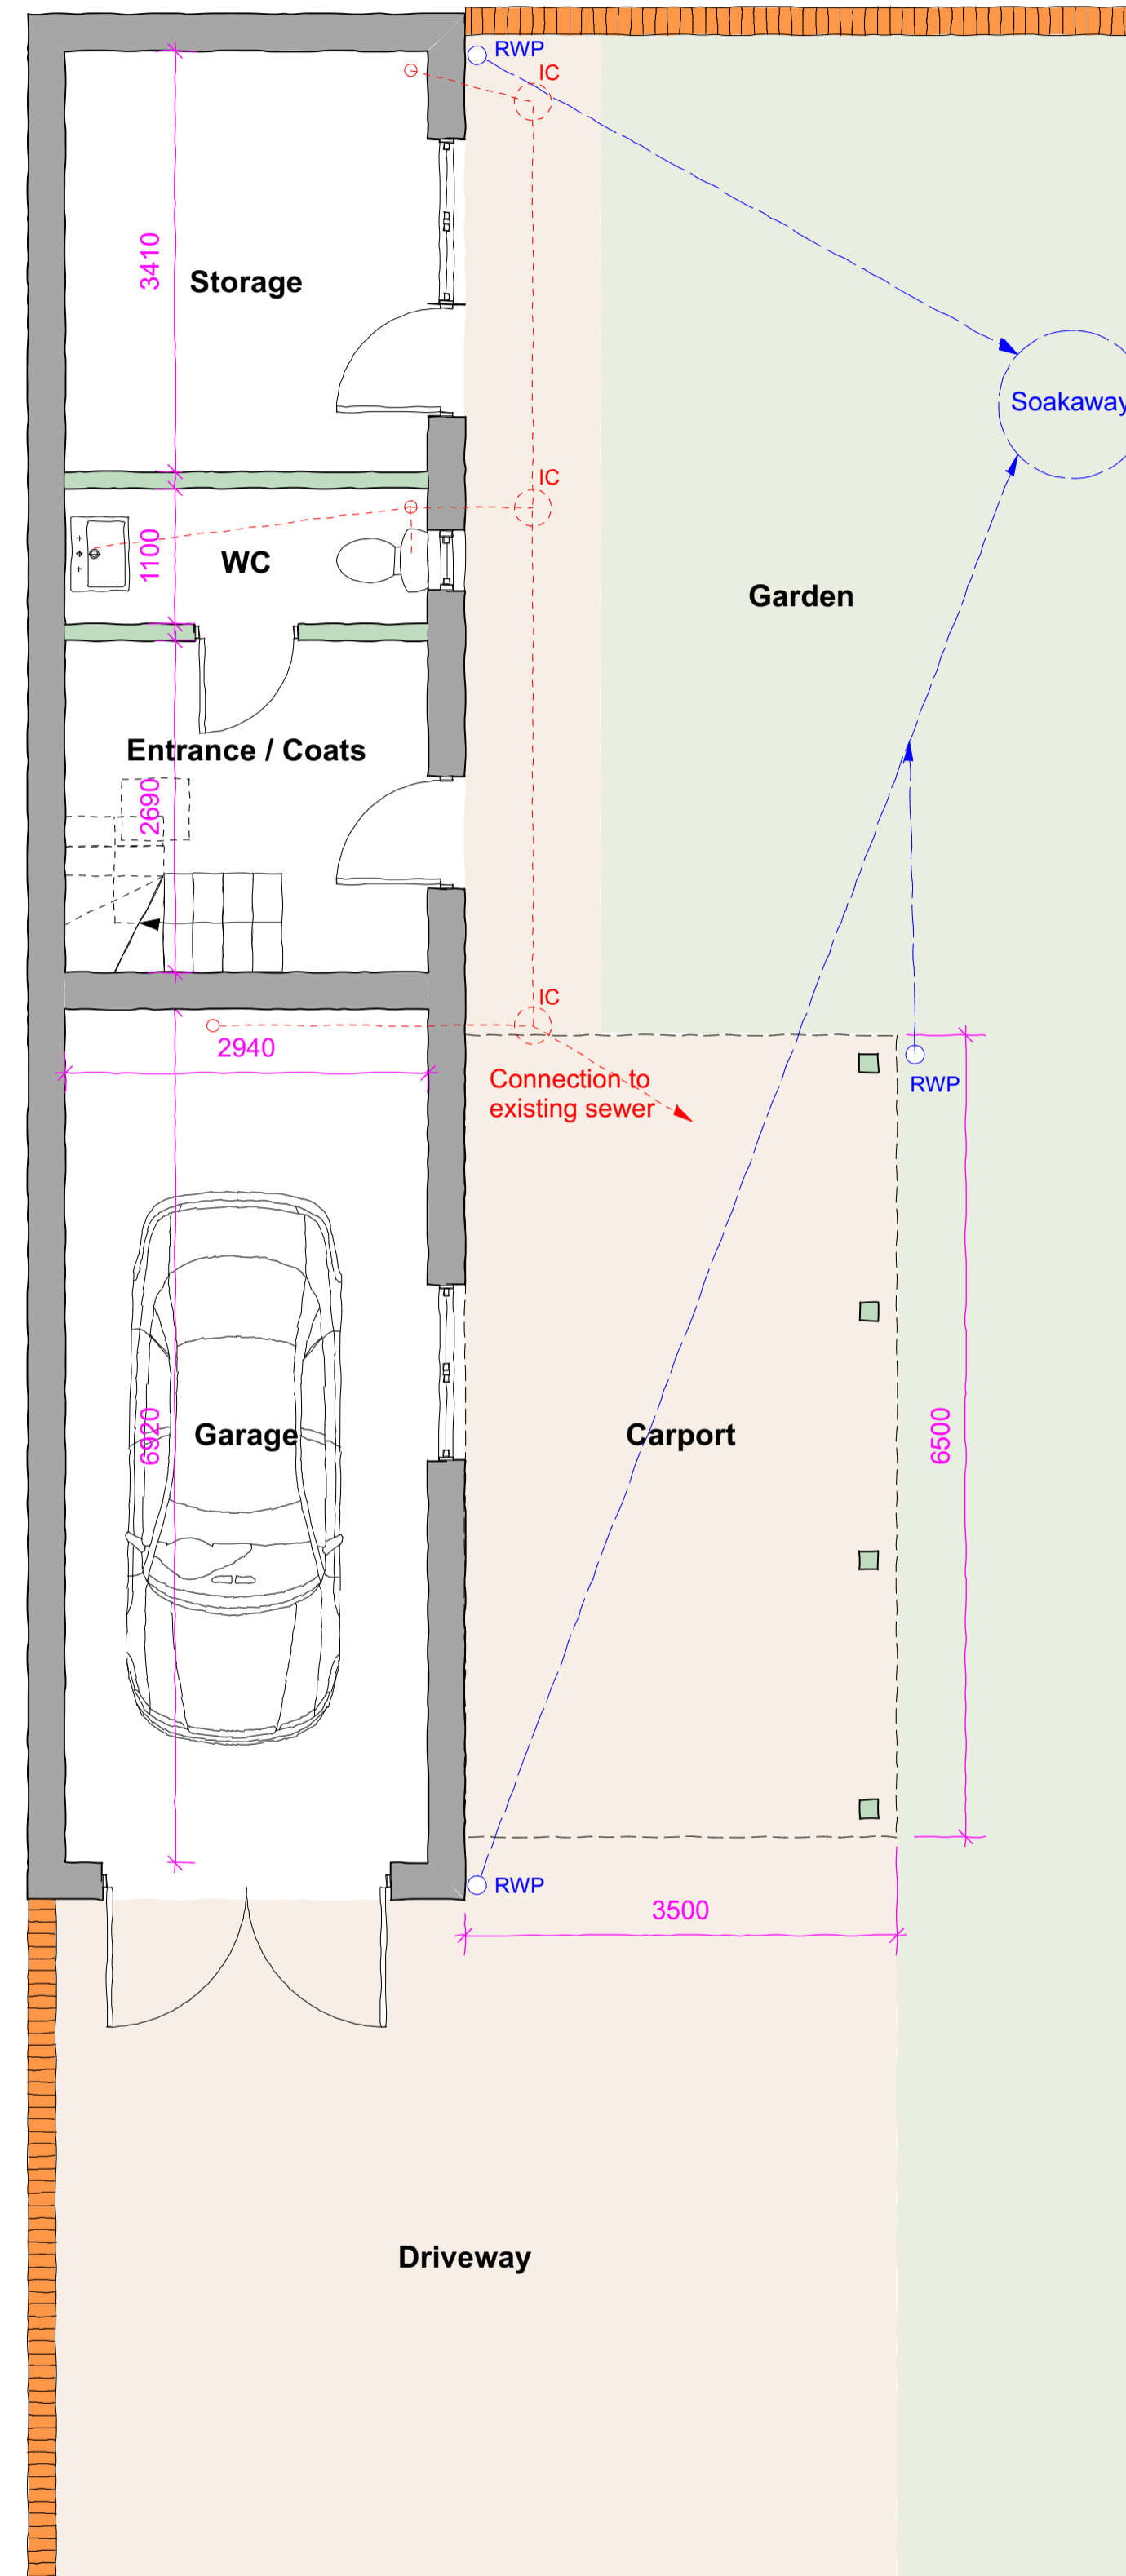 RWP
IC
3410
Storage
Soakaway
IC
1100
WC
Garden
Entrance / Coats
2690
IC
2940
Connection to
existing sewer
RWP
6920
Garage
Carport
6500
RWP
3500
Driveway